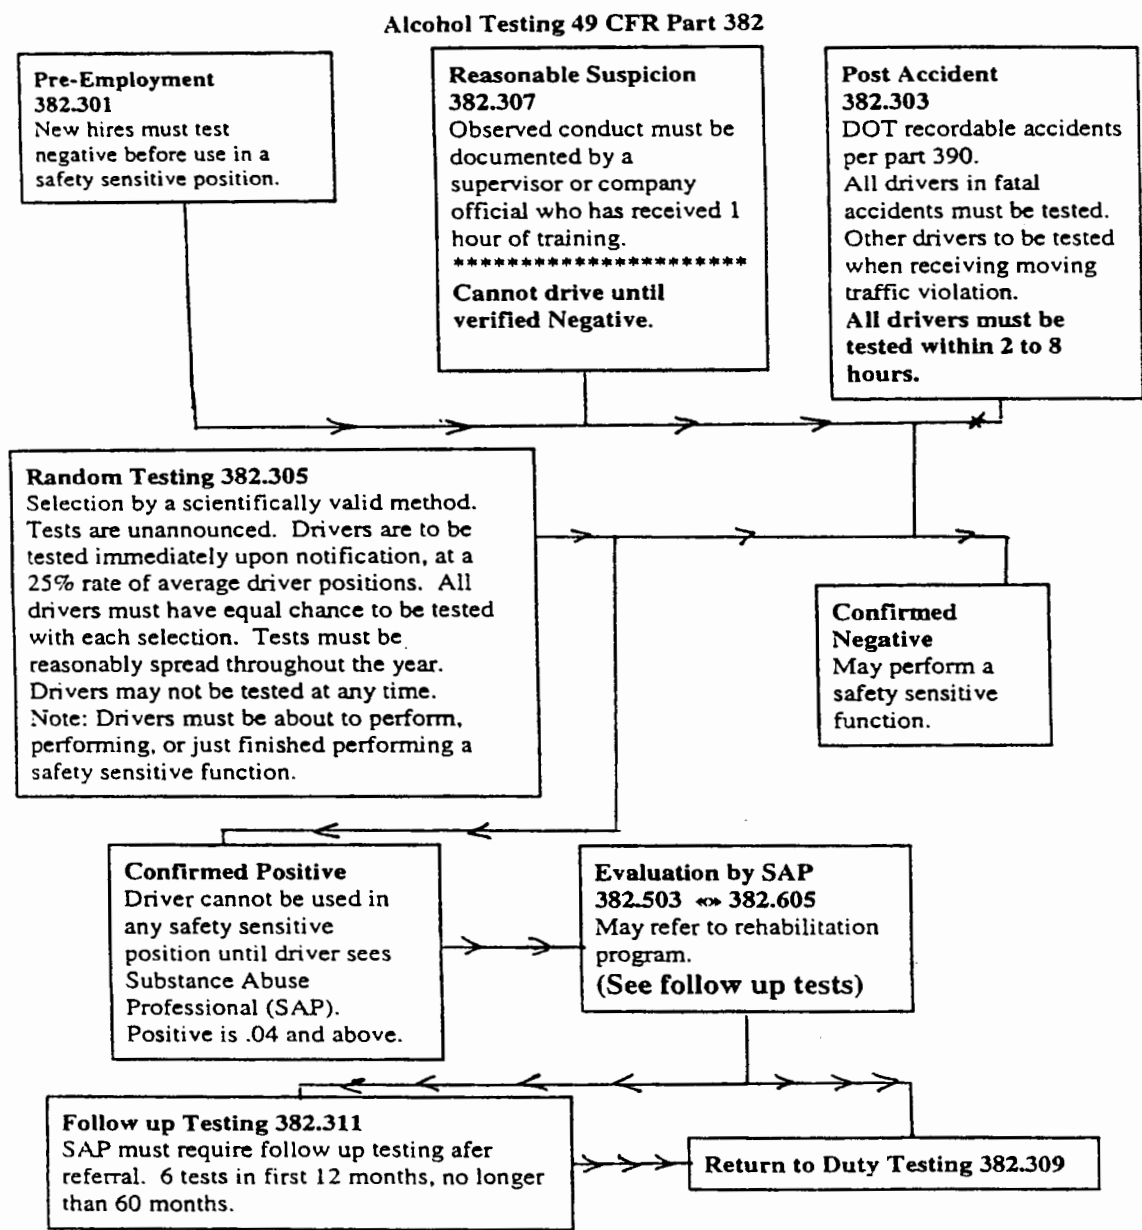 Alcohol Testing 49 CFR Part 382
Pre-Employment
382.301
New hires must test
negative before use in a
safety sensitive position.
Reasonable Suspicion
382.307
Observed conduct must be
documented by a
supervisor or company
official who has received 1
hour of training.
**********************
Cannot drive until
verified Negative.
Post Accident
382.303
DOT recordable accidents
per part 390.
All drivers in fatal
accidents must be tested.
Other drivers to be tested
when receiving moving
traffic violation.
All drivers must be
tested within 2 to 8
hours.
Random Testing 382.305
Selection by a scientifically valid method.
Tests are unannounced. Drivers are to be
tested immediately upon notification, at a
25% rate of average driver positions. All
drivers must have equal chance to be tested
with each selection. Tests must be
reasonably spread throughout the year.
Drivers may not be tested at any time.
Note: Drivers must be about to perform,
performing, or just finished performing a
safety sensitive function.
Confirmed
Negative
May perform a
safety sensitive
function.
Confirmed Positive
Driver cannot be used in
any safety sensitive
position until driver sees
Substance Abuse
Professional (SAP).
Positive is .04 and above.
Evaluation by SAP
382.503 «» 382.605
May refer to rehabilitation
program.
(See follow up tests)
Follow up Testing 382.311
SAP must require follow up testing afer
referral. 6 tests in first 12 months, no longer
than 60 months.
Return to Duty Testing 382.309